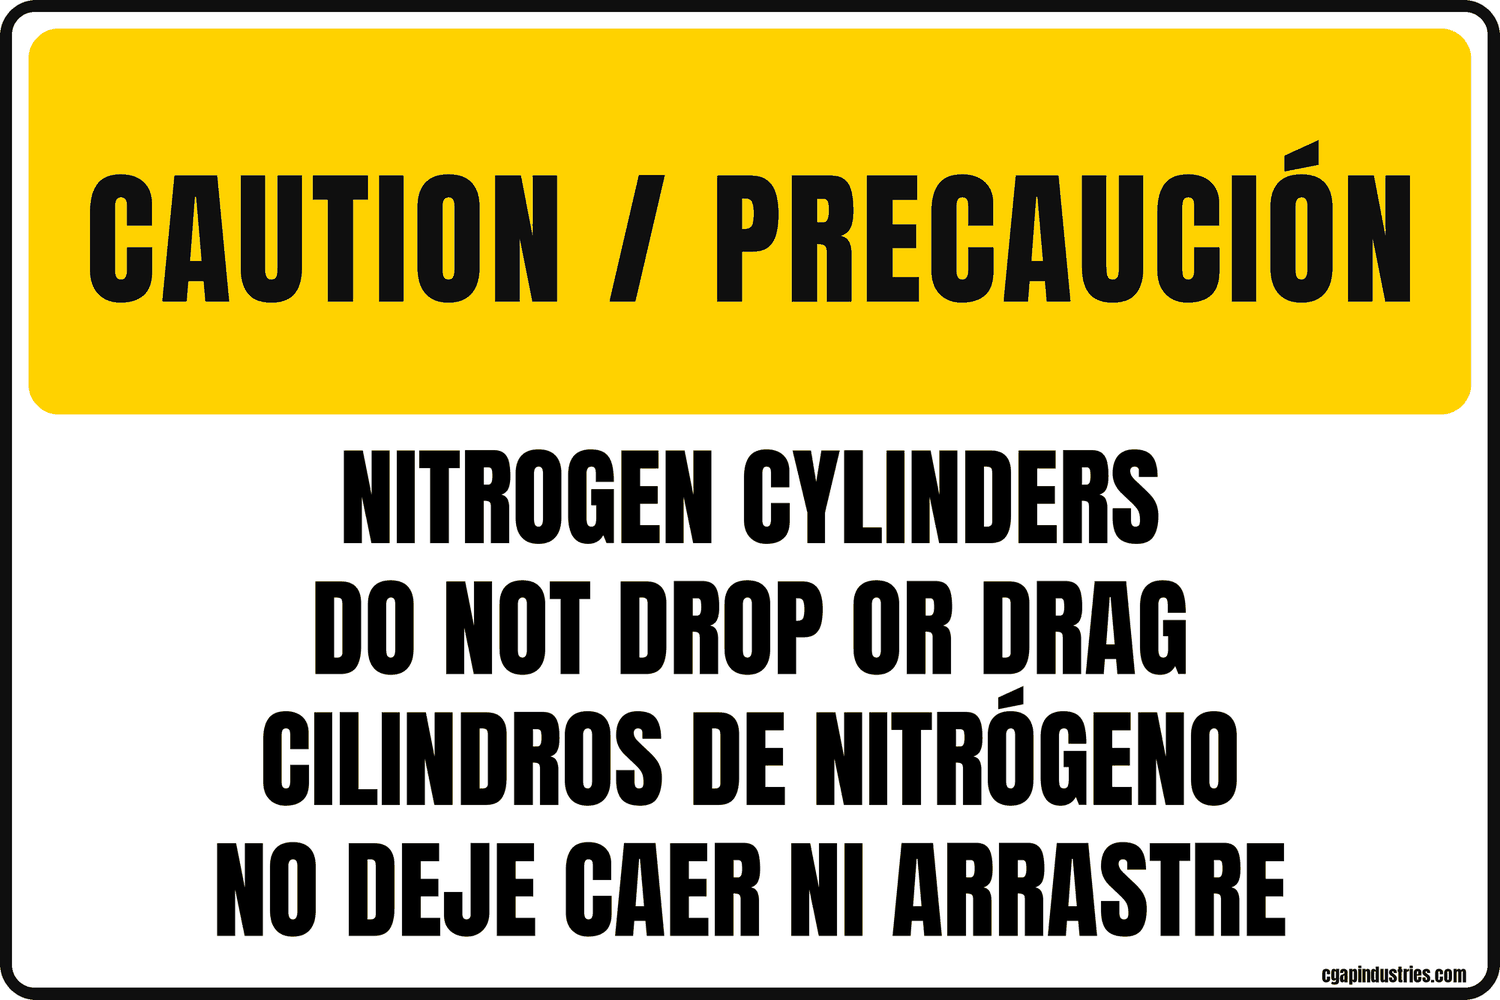 CAUTION / PRECAUCIÓN
NITROGEN CYLINDERS
DO NOT DROP OR DRAG
CILINDROS DE NITRÓGENO
NO DEJE CAER NI ARRASTRE
cgapindustries.com